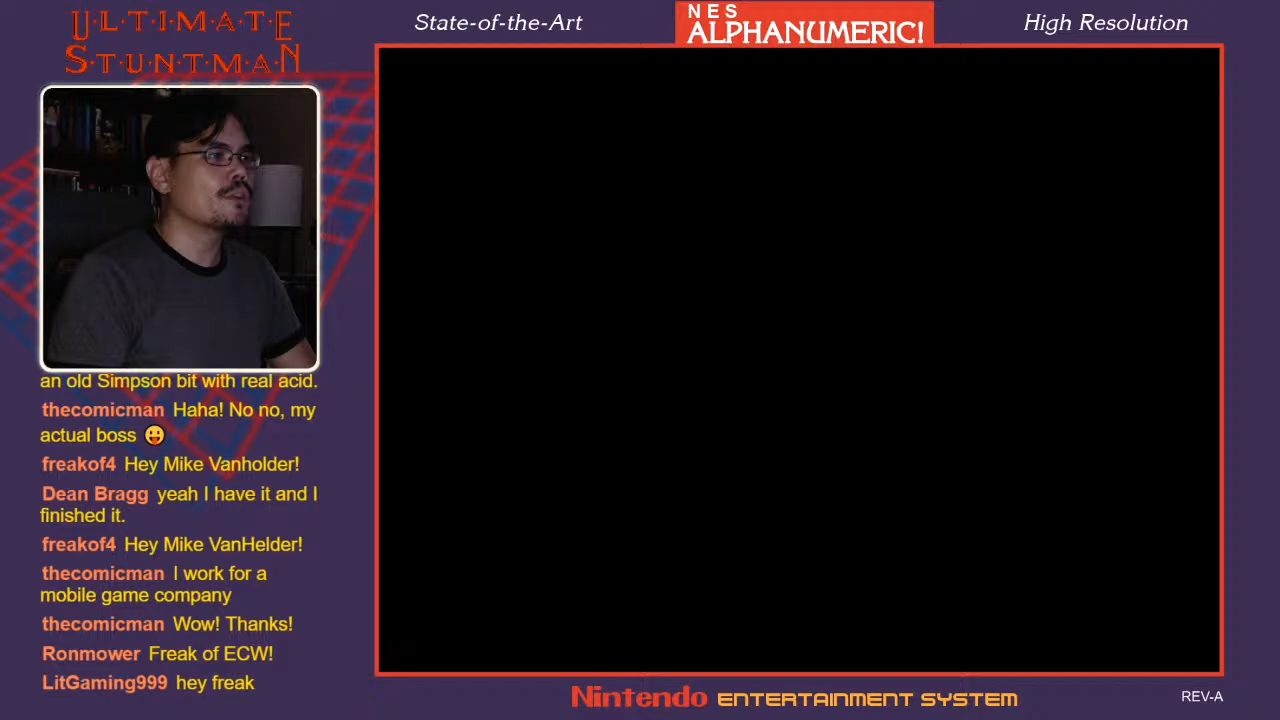 ULTIMATE
STUNTMAN
State-of-the-Art
NES
ALPHANUMERIC!
High Resolution
an old Simpson bit with real acid.
thecomicman Haha! No no, my
actual boss 😛
freakof4 Hey Mike Vanholder!
Dean Bragg yeah I have it and I
finished it.
freakof4 Hey Mike VanHelder!
thecomicman I work for a
mobile game company
thecomicman Wow! Thanks!
Ronmower Freak of ECW!
LitGaming999 hey freak
Nintendo ENTERTAINMENT SYSTEM
REV-A